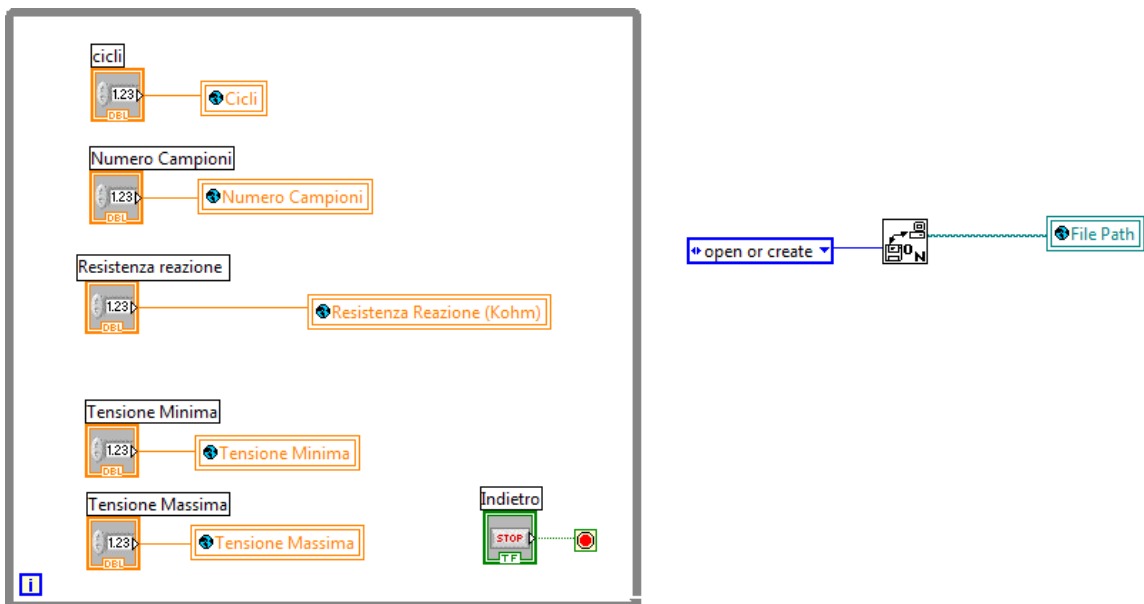 cicli
1.23
DBL
Cicli
Numero Campioni
1.23
DBL
Numero Campioni
Resistenza reazione
1.23
DBL
Resistenza Reazione (Kohm)
Tensione Minima
1.23
DBL
Tensione Minima
Tensione Massima
1.23
DBL
Tensione Massima
Indietro
STOP
TF
i
open or create
O N
File Path